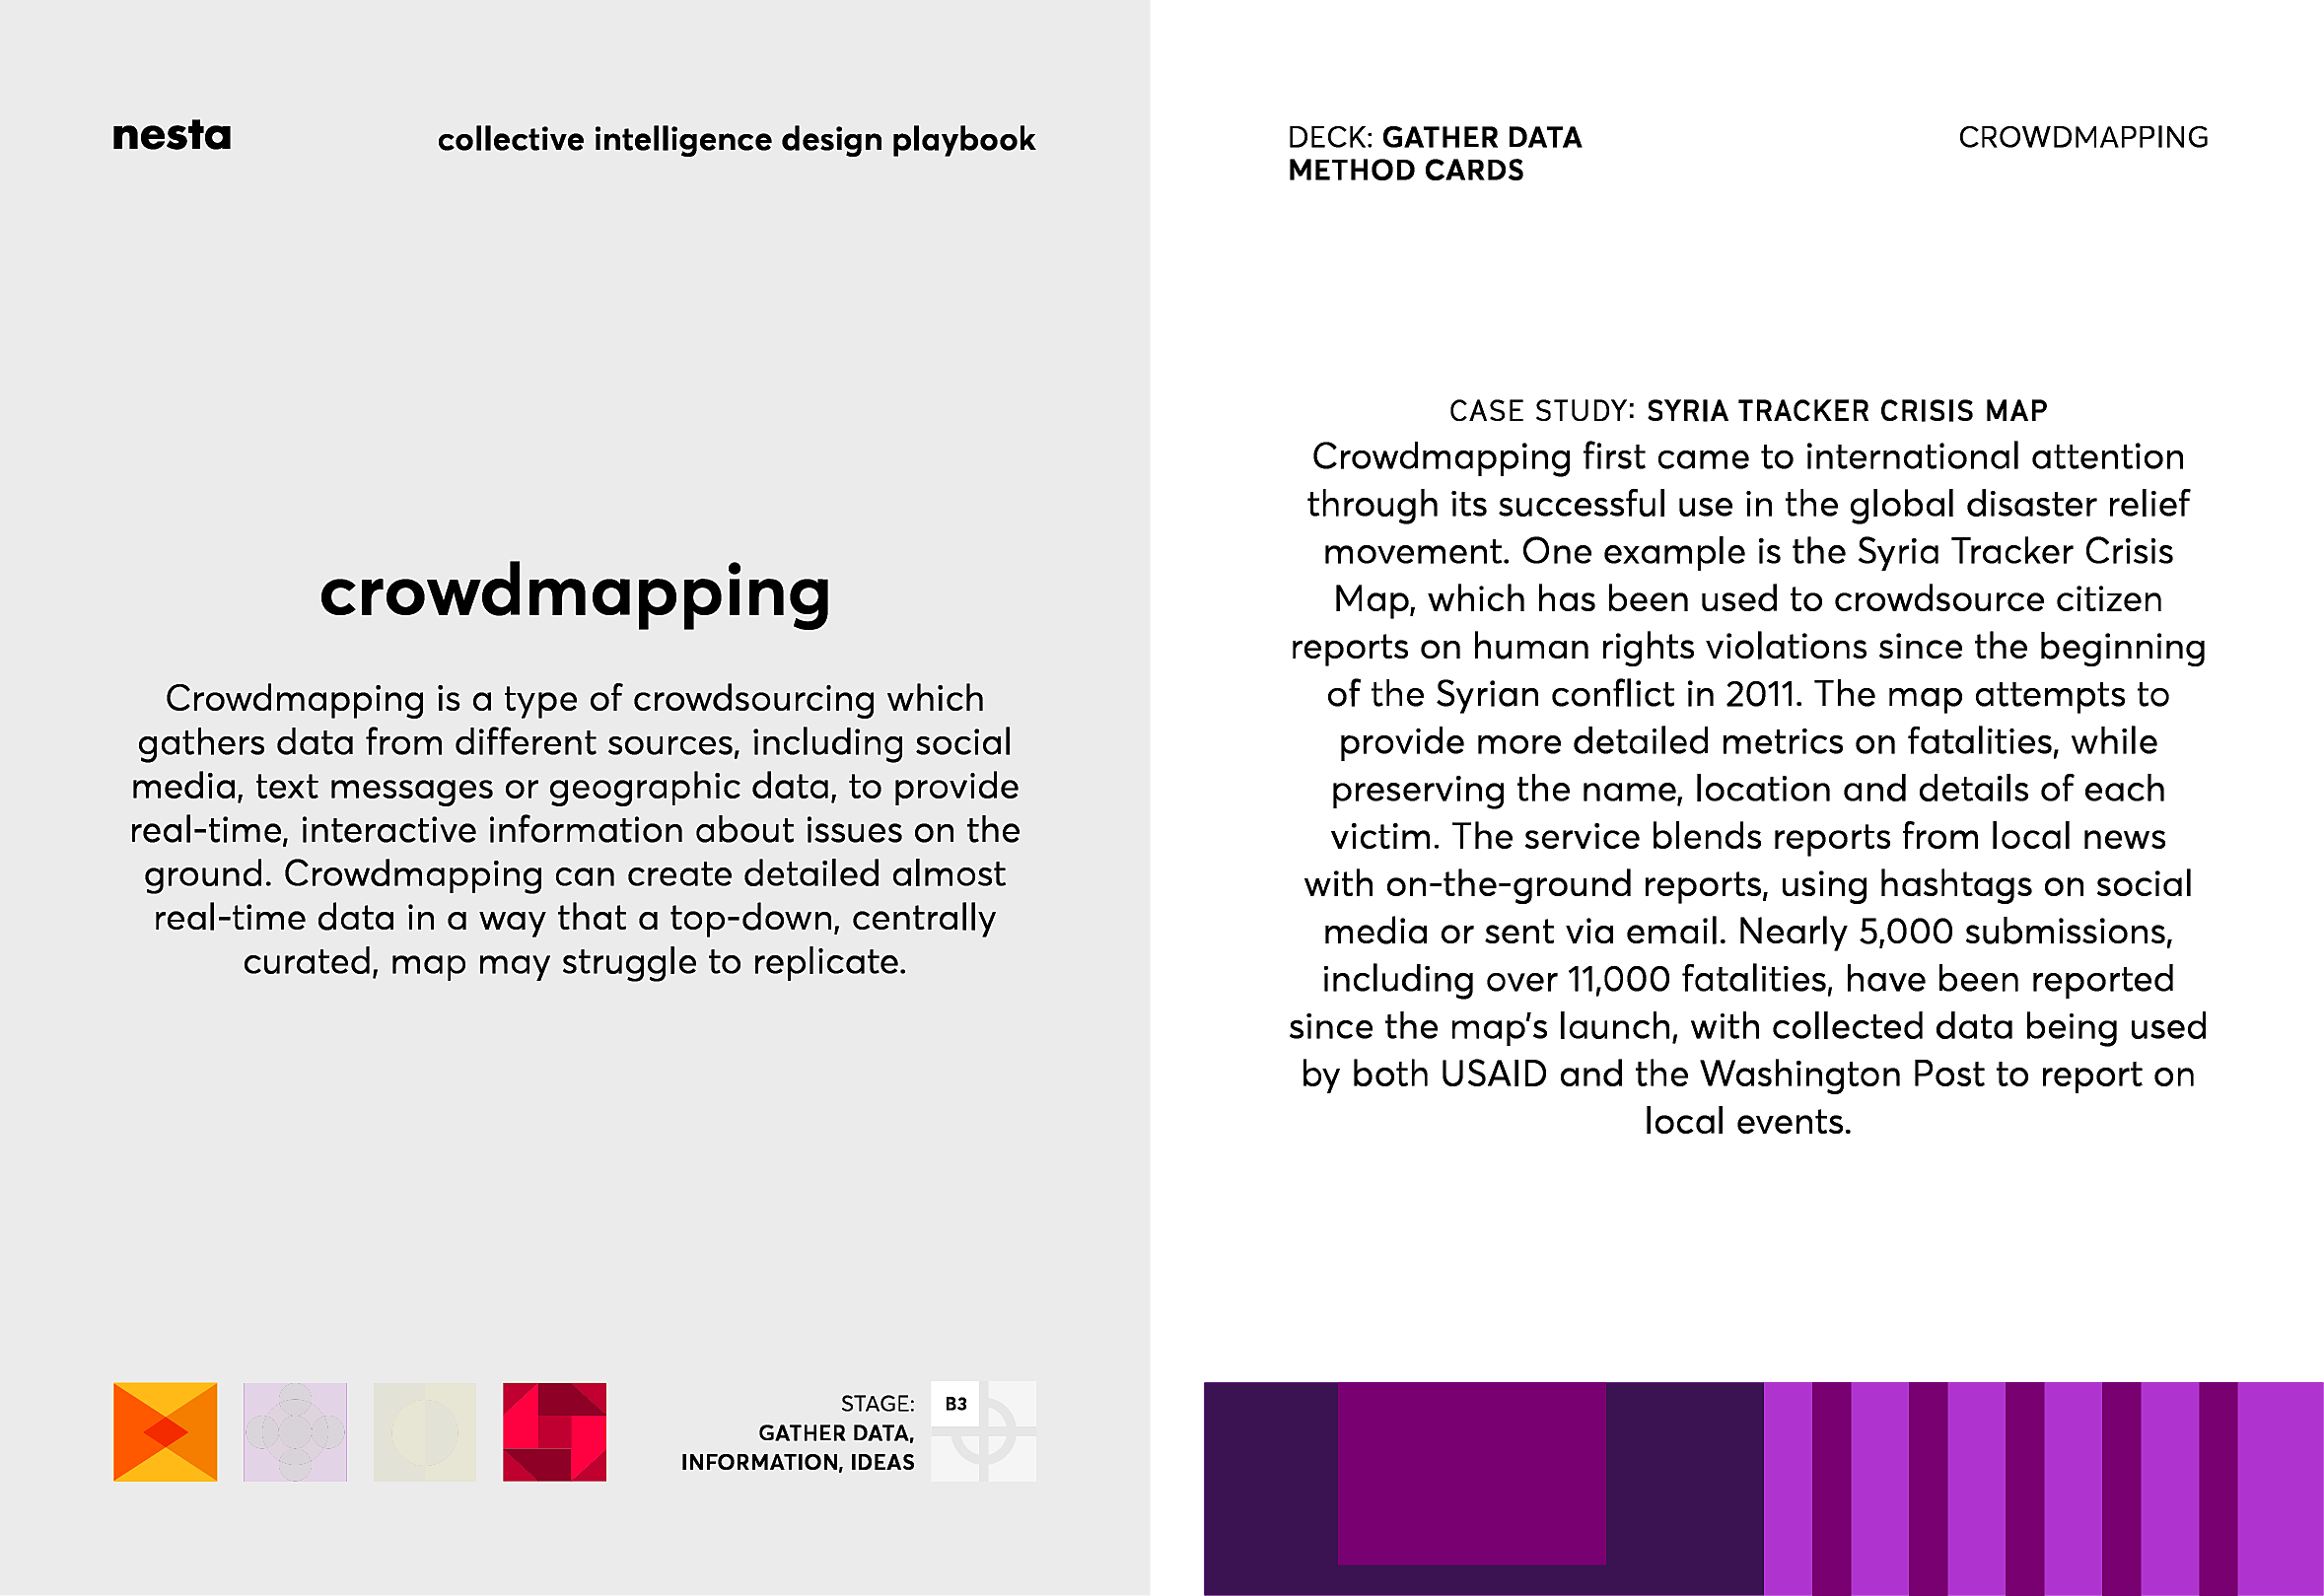 nesta
collective intelligence design playbook
crowdmapping
Crowdmapping is a type of crowdsourcing which
gathers data from different sources, including social
media, text messages or geographic data, to provide
real-time, interactive information about issues on the
ground. Crowdmapping can create detailed almost
real-time data in a way that a top-down, centrally
curated, map may struggle to replicate.
STAGE:
GATHER DATA,
INFORMATION, IDEAS
B3
DECK: GATHER DATA
METHOD CARDS
CROWDMAPPING
CASE STUDY: SYRIA TRACKER CRISIS MAP
Crowdmapping first came to international attention
through its successful use in the global disaster relief
movement. One example is the Syria Tracker Crisis
Map, which has been used to crowdsource citizen
reports on human rights violations since the beginning
of the Syrian conflict in 2011. The map attempts to
provide more detailed metrics on fatalities, while
preserving the name, location and details of each
victim. The service blends reports from local news
with on-the-ground reports, using hashtags on social
media or sent via email. Nearly 5,000 submissions,
including over 11,000 fatalities, have been reported
since the map's launch, with collected data being used
by both USAID and the Washington Post to report on
local events.